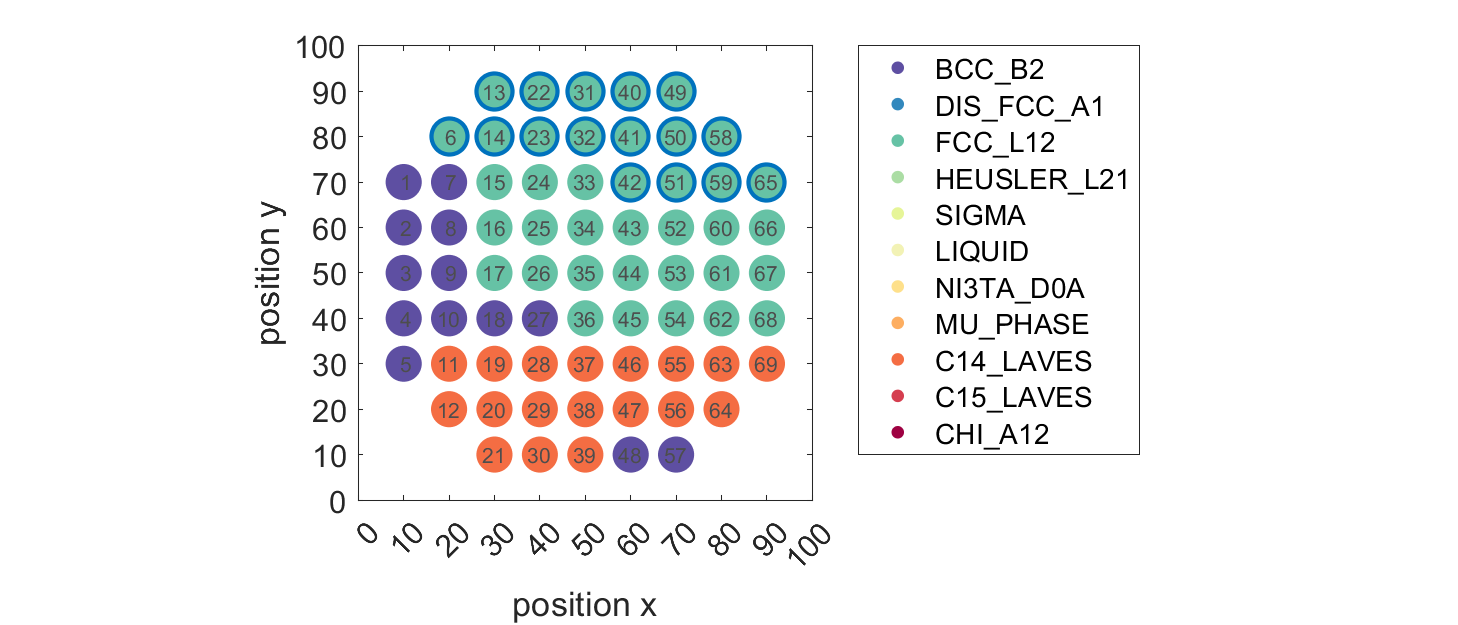 100
90
80
70
60
50
40
30
20
10
0
position y
13 22 31 40 49
6 14 23 32 41 50 58
1 7 15 24 33 42 51 59 65
2 8 16 25 34 43 52 60 66
3 9 17 26 35 44 53 61 67
4 10 18 27 36 45 54 62 68
5 11 19 28 37 46 55 63 69
12 20 29 38 47 56 64
21 30 39 48 57
0 10 20 30 40 50 60 70 80 90 100
position x
BCC_B2
DIS_FCC_A1
FCC_L12
HEUSLER_L21
SIGMA
LIQUID
NI3TA_D0A
MU_PHASE
C14_LAVES
C15_LAVES
CHI_A12